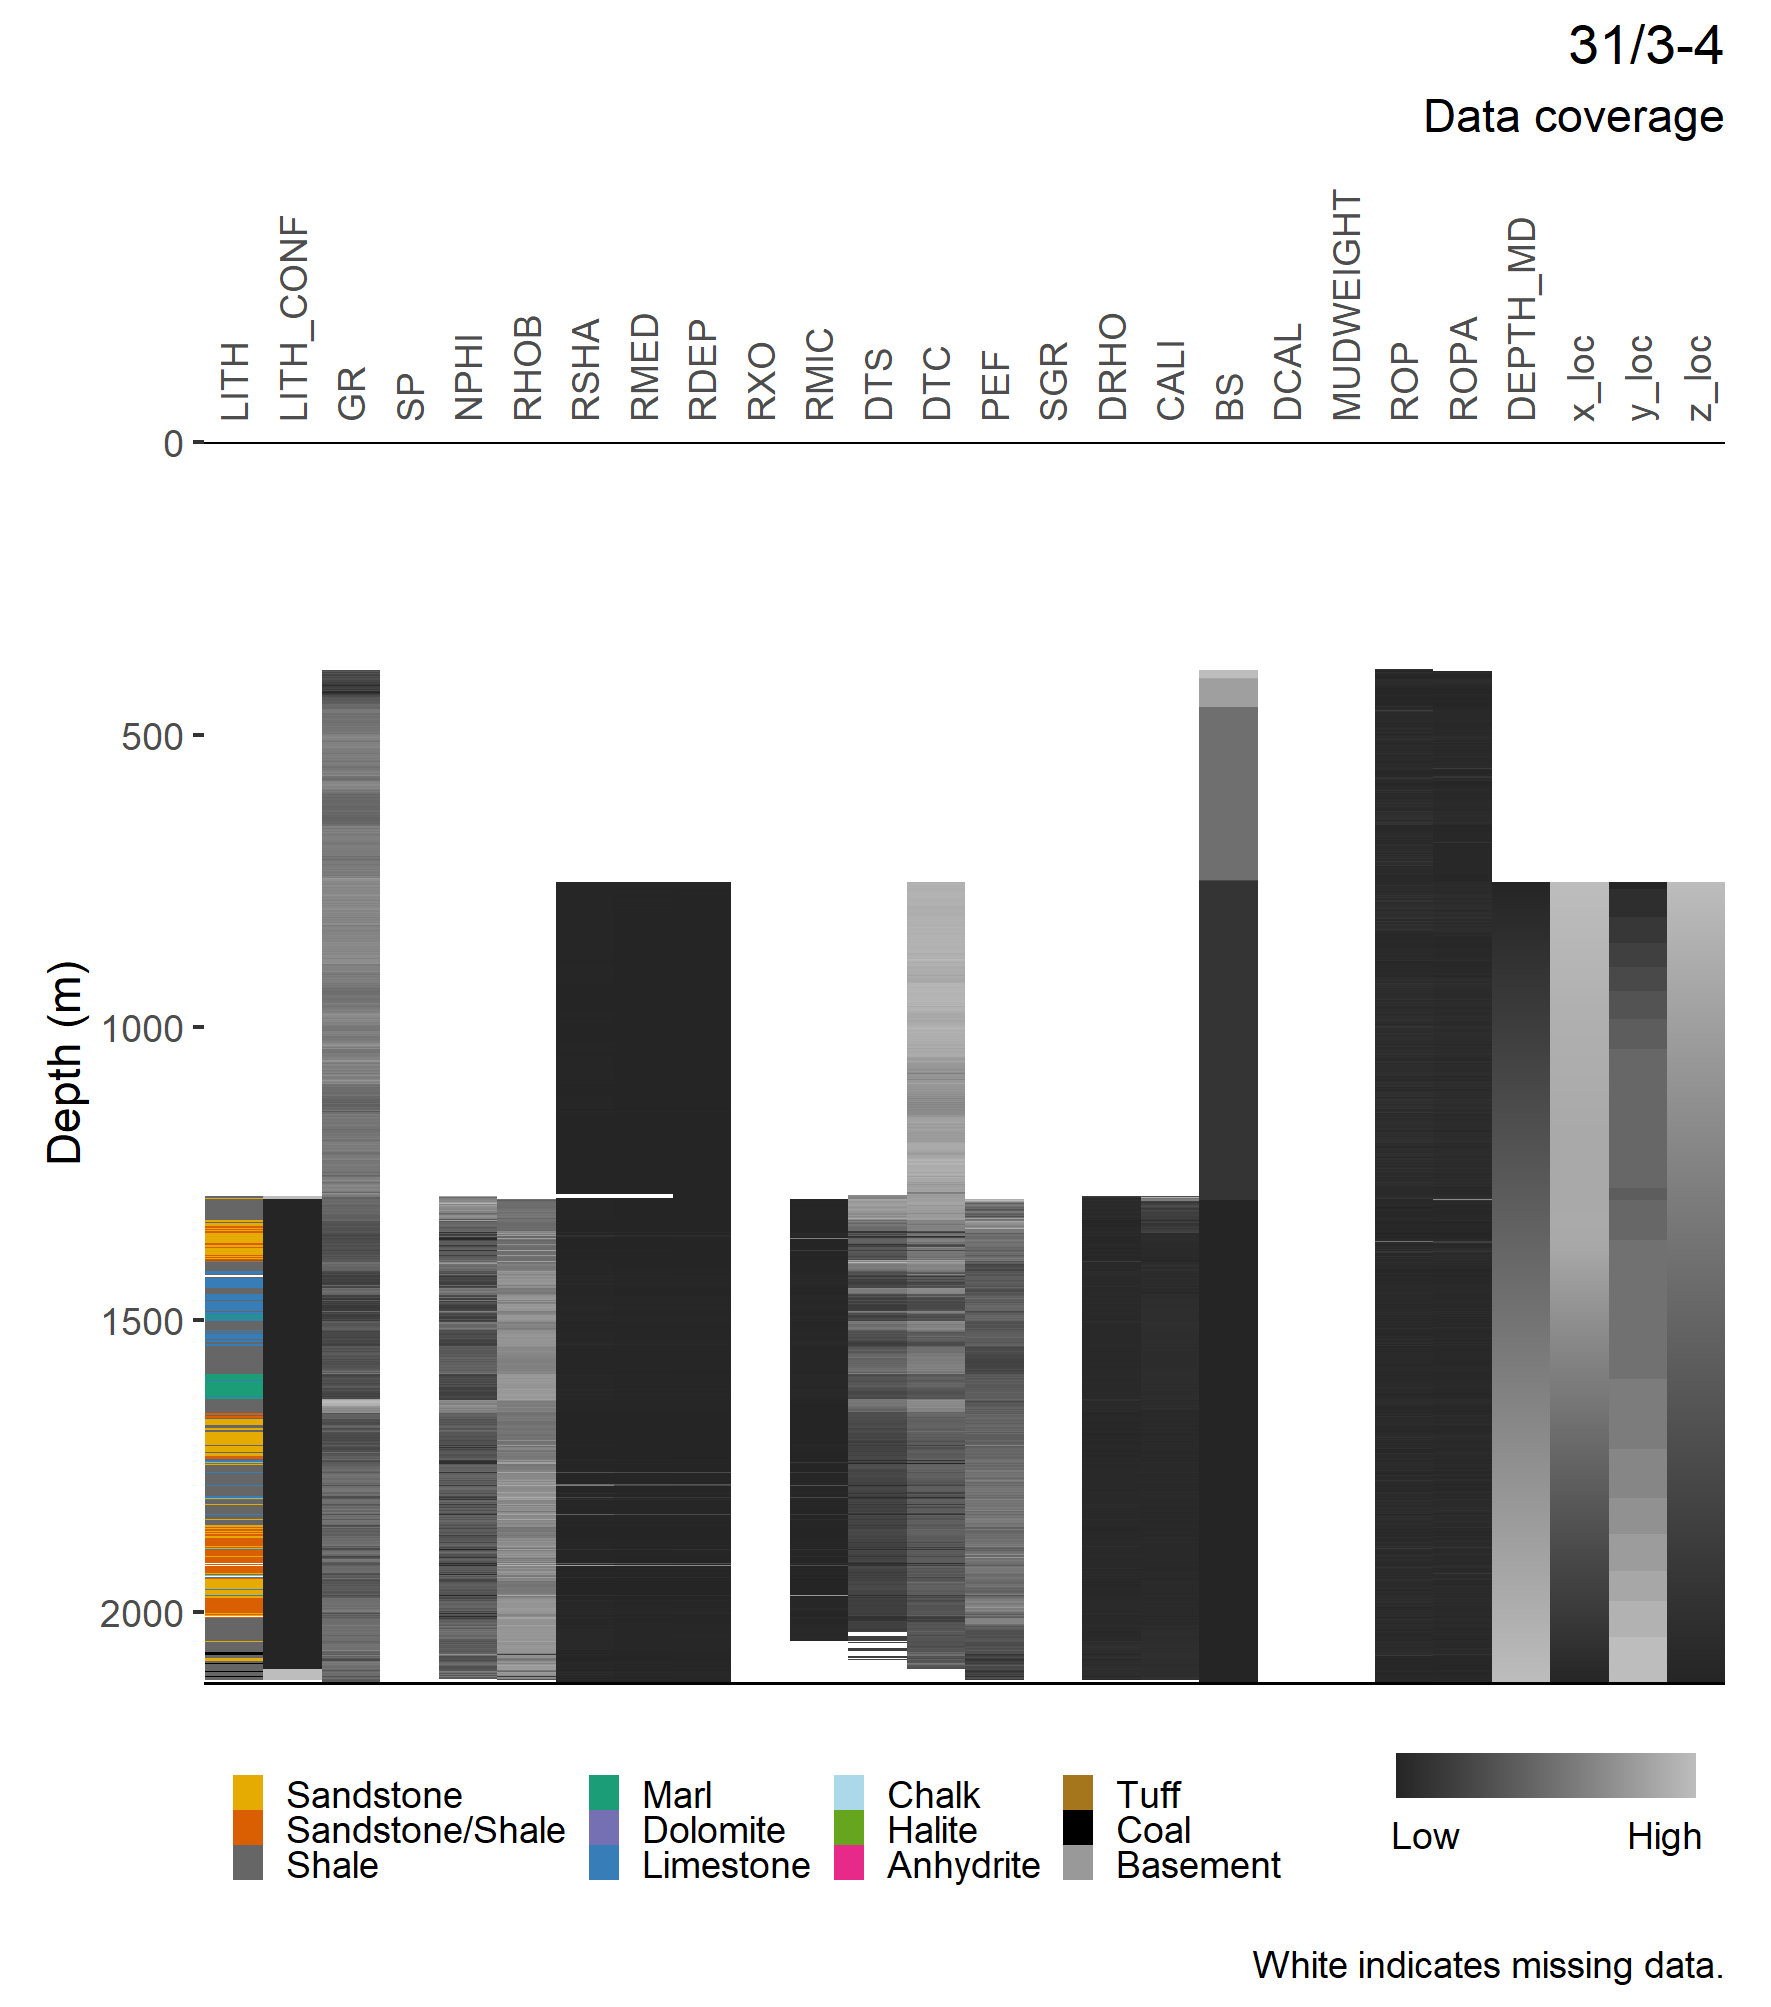 31/3-4
Data coverage
LITH
LITH_CONF
GR
SP
NPHI
RHOB
RSHA
RMED
RDEP
RXO
RMIC
DTS
DTC
PEF
SGR
DRHO
CALI
BS
DCAL
MUDWEIGHT
ROP
ROPA
DEPTH_MD
x_loc
y_loc
z_loc
0
500
1000
1500
2000
Depth (m)
Sandstone
Sandstone/Shale
Shale
Marl
Dolomite
Limestone
Chalk
Halite
Anhydrite
Tuff
Coal
Basement
Low High
White indicates missing data.